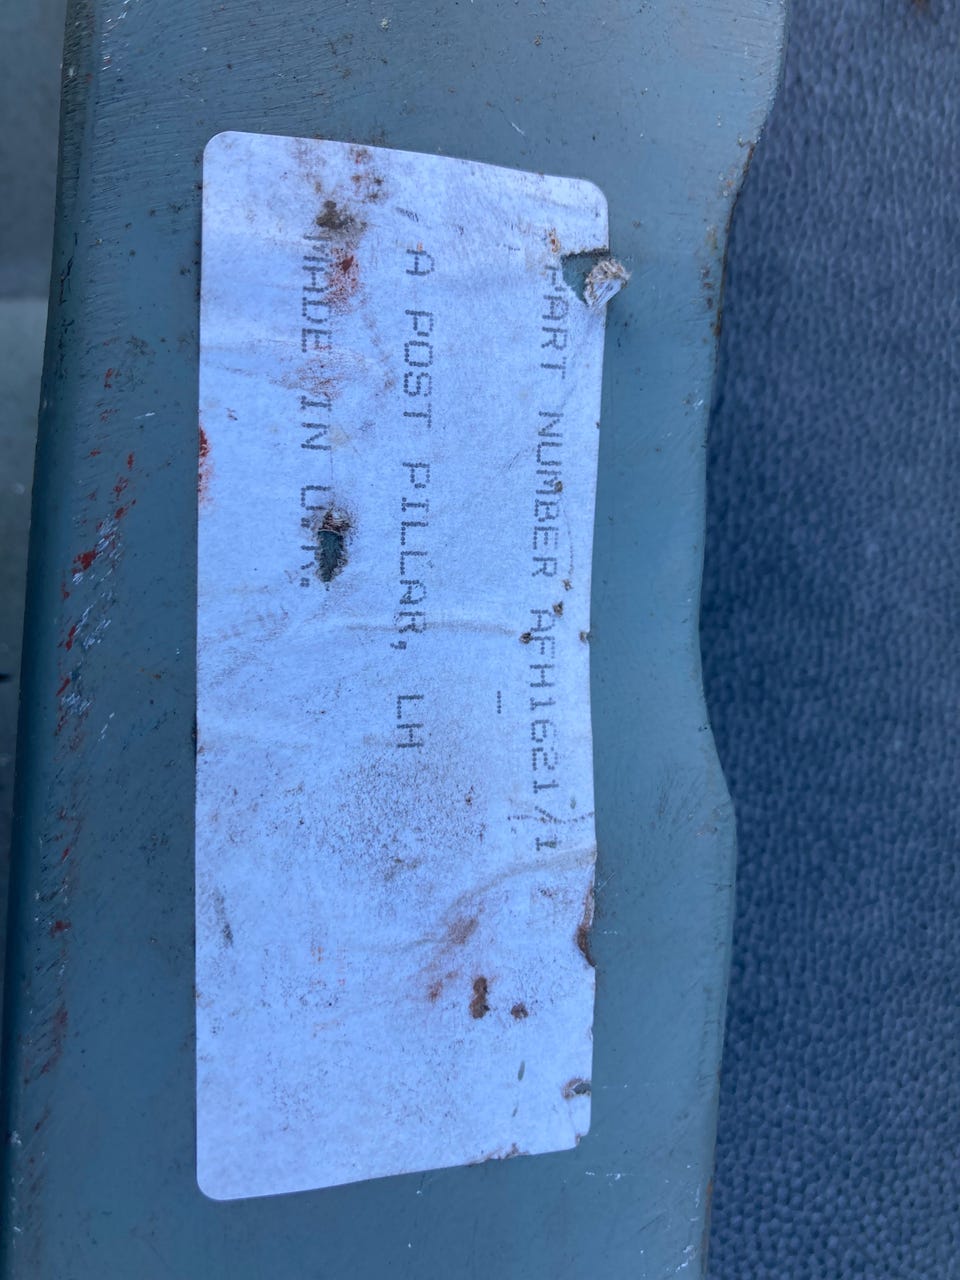 PART NUMBER AFH1621/1
A POST PILLAR, LH
MADE IN U.K.